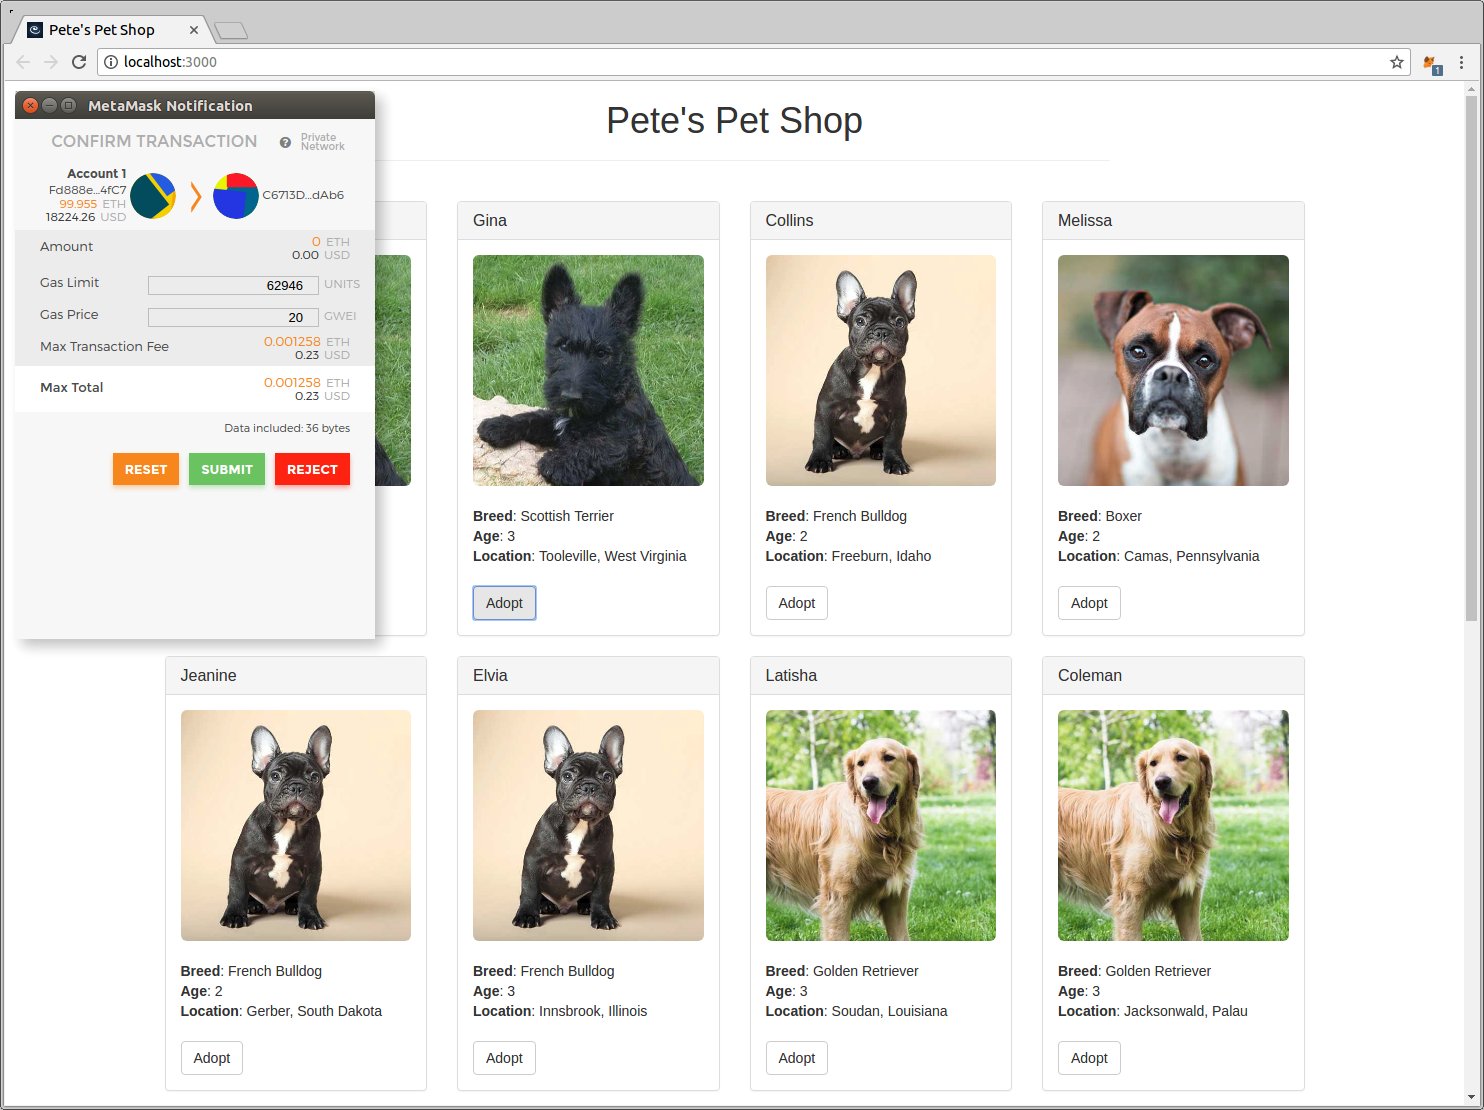 Pete's Pet Shop
localhost:3000
1
MetaMask Notification
CONFIRM TRANSACTION
Private
Network
Account 1
Fd888e...4fC7
99.955 ETH
18224.26 USD
C6713D...dAb6
Amount
0 ETH
0.00 USD
Gas Limit
62946 UNITS
Gas Price
20 GWEI
Max Transaction Fee
0.001258 ETH
0.23 USD
Max Total
0.001258 ETH
0.23 USD
Data included: 36 bytes
RESET SUBMIT REJECT
Pete's Pet Shop
Gina
Breed: Scottish Terrier
Age: 3
Location: Tooleville, West Virginia
Adopt
Collins
Breed: French Bulldog
Age: 2
Location: Freeburn, Idaho
Adopt
Melissa
Breed: Boxer
Age: 2
Location: Camas, Pennsylvania
Adopt
Jeanine
Breed: French Bulldog
Age: 2
Location: Gerber, South Dakota
Adopt
Elvia
Breed: French Bulldog
Age: 3
Location: Innsbrook, Illinois
Adopt
Latisha
Breed: Golden Retriever
Age: 3
Location: Soudan, Louisiana
Adopt
Coleman
Breed: Golden Retriever
Age: 3
Location: Jacksonwald, Palau
Adopt